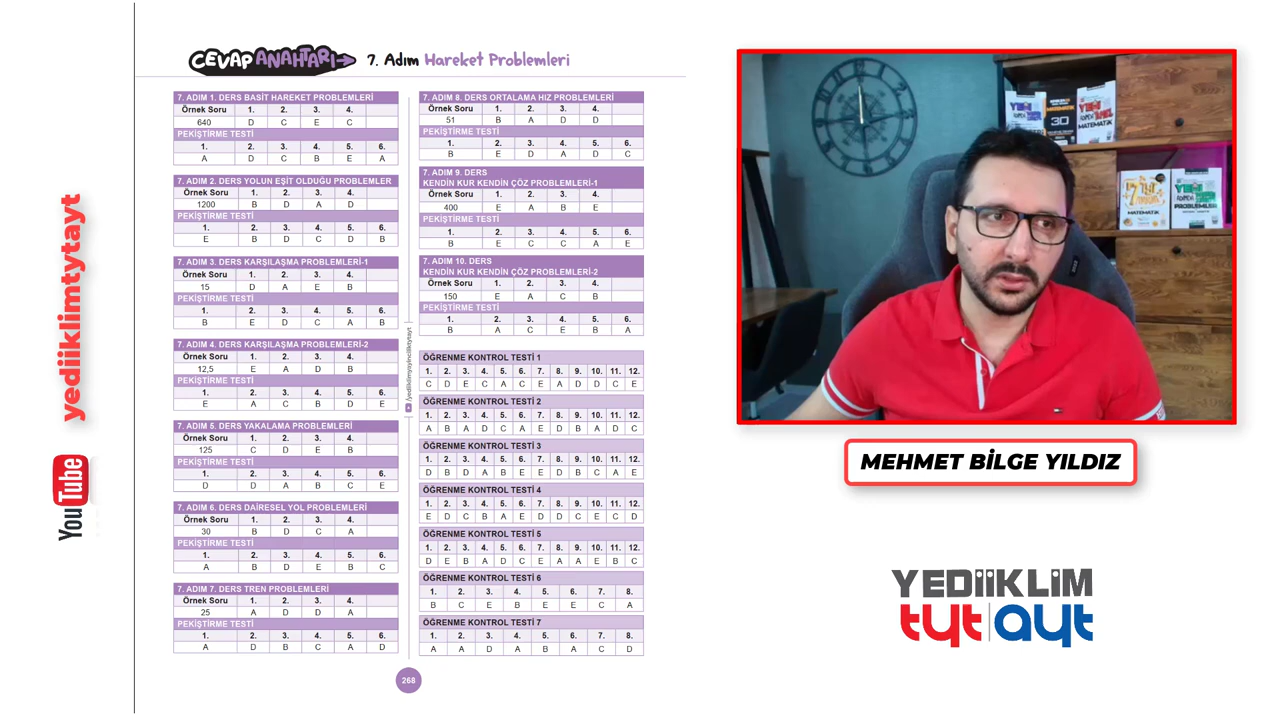 CEVAP ANAHTARI 7. Adım Hareket Problemleri
7. ADIM 1. DERS BASİT HAREKET PROBLEMLERİ
Örnek Soru 1. 2. 3. 4.
640 D C E C
PEKİŞTİRME TESTİ
1. 2. 3. 4. 5. 6.
A D C B E A
7. ADIM 2. DERS YOLUN EŞİT OLDUĞU PROBLEMLER
Örnek Soru 1. 2. 3. 4.
1200 B D A D
PEKİŞTİRME TESTİ
1. 2. 3. 4. 5. 6.
E B D C D B
7. ADIM 3. DERS KARŞILAŞMA PROBLEMLERİ-1
Örnek Soru 1. 2. 3. 4.
15 D A E B
PEKİŞTİRME TESTİ
1. 2. 3. 4. 5. 6.
B E D C A B
7. ADIM 4. DERS KARŞILAŞMA PROBLEMLERİ-2
Örnek Soru 1. 2. 3. 4.
12,5 E A D B
PEKİŞTİRME TESTİ
1. 2. 3. 4. 5. 6.
E A C B D E
7. ADIM 5. DERS YAKALAMA PROBLEMLERİ
Örnek Soru 1. 2. 3. 4.
125 C D E B
PEKİŞTİRME TESTİ
1. 2. 3. 4. 5. 6.
D D A B C E
7. ADIM 6. DERS DAİRESEL YOL PROBLEMLERİ
Örnek Soru 1. 2. 3. 4.
30 B D C A
PEKİŞTİRME TESTİ
1. 2. 3. 4. 5. 6.
A B D E B C
7. ADIM 7. DERS TREN PROBLEMLERİ
Örnek Soru 1. 2. 3. 4.
25 A D D A
PEKİŞTİRME TESTİ
1. 2. 3. 4. 5. 6.
A D B C A D
7. ADIM 8. DERS ORTALAMA HIZ PROBLEMLERİ
Örnek Soru 1. 2. 3. 4.
51 B A D D
PEKİŞTİRME TESTİ
1. 2. 3. 4. 5. 6.
B E D A D C
7. ADIM 9. DERS
KENDİN KUR KENDİN ÇÖZ PROBLEMLERİ-1
Örnek Soru 1. 2. 3. 4.
400 E A B E
PEKİŞTİRME TESTİ
1. 2. 3. 4. 5. 6.
B E C C A E
7. ADIM 10. DERS
KENDİN KUR KENDİN ÇÖZ PROBLEMLERİ-2
Örnek Soru 1. 2. 3. 4.
150 E A C B
PEKİŞTİRME TESTİ
1. 2. 3. 4. 5. 6.
B A C E B A
ÖĞRENME KONTROL TESTİ 1
1. 2. 3. 4. 5. 6. 7. 8. 9. 10. 11. 12.
C D E C A C E A D D C E
ÖĞRENME KONTROL TESTİ 2
1. 2. 3. 4. 5. 6. 7. 8. 9. 10. 11. 12.
A B A D C A E D B A D C
ÖĞRENME KONTROL TESTİ 3
1. 2. 3. 4. 5. 6. 7. 8. 9. 10. 11. 12.
D B D A B E E D B C A E
ÖĞRENME KONTROL TESTİ 4
1. 2. 3. 4. 5. 6. 7. 8. 9. 10. 11. 12.
E D C B A E D D C E C D
ÖĞRENME KONTROL TESTİ 5
1. 2. 3. 4. 5. 6. 7. 8. 9. 10. 11. 12.
D E B A D C E A A E B C
ÖĞRENME KONTROL TESTİ 6
1. 2. 3. 4. 5. 6. 7. 8.
B C E B E E C A
ÖĞRENME KONTROL TESTİ 7
1. 2. 3. 4. 5. 6. 7. 8.
A A D A B A C D
268
YouTube yediiklimtytayt
MATEMATİK
30
MATEMATİK
PROBLEMLER
MEHMET BİLGE YILDIZ
YEDİİKLİM
tyt ayt